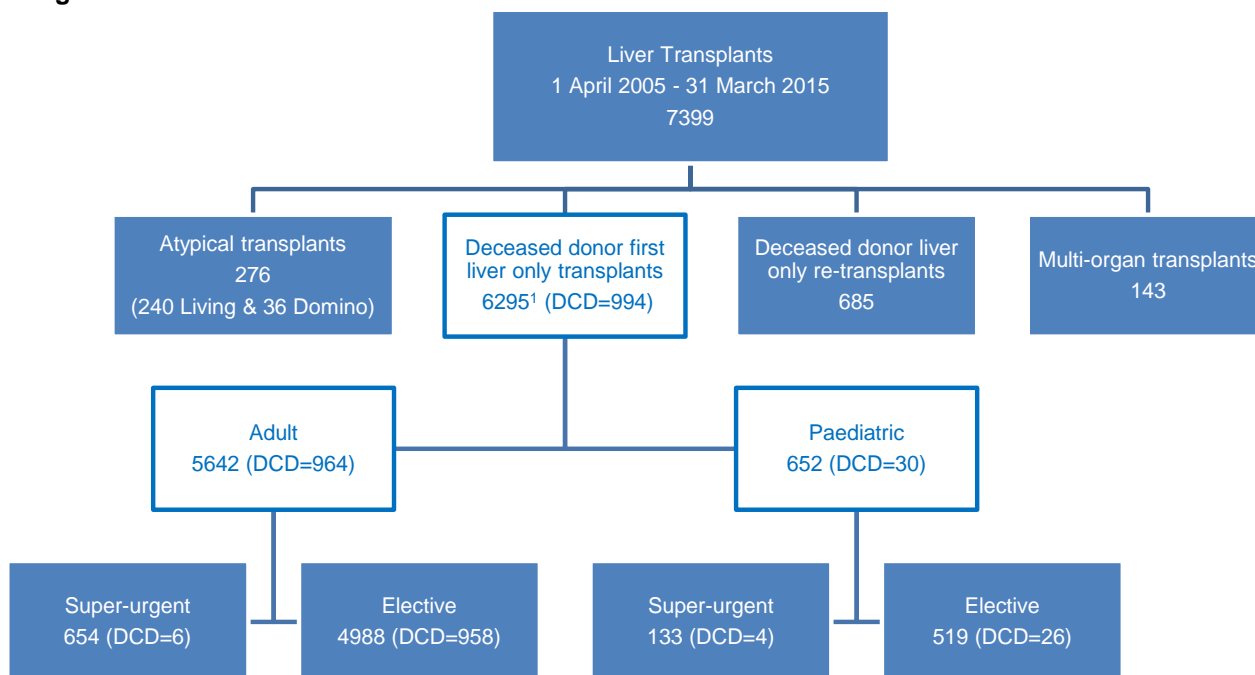 Liver Transplants
1 April 2005 - 31 March 2015
7399
Atypical transplants
276
(240 Living & 36 Domino)
Deceased donor first
liver only transplants
6295¹ (DCD=994)
Deceased donor liver
only re-transplants
685
Multi-organ transplants
143
Adult
5642 (DCD=964)
Paediatric
652 (DCD=30)
Super-urgent
654 (DCD=6)
Elective
4988 (DCD=958)
Super-urgent
133 (DCD=4)
Elective
519 (DCD=26)